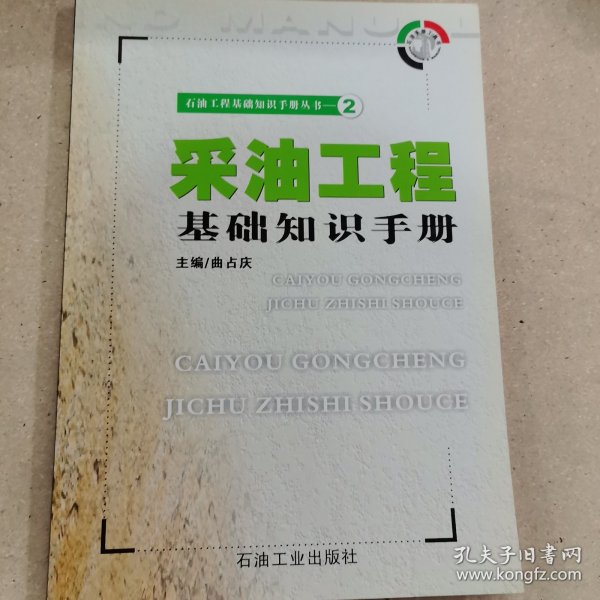 石油工程基础知识手册丛书—2
采油工程
基础知识手册
主编/曲占庆
CAIYOU GONGCHENG
JICHU ZHISHI SHOUCE
CAIYOU GONGCHENG
JICHU ZHISHI SHOUCE
石油工业出版社
孔夫子旧书网
www.kongfz.com